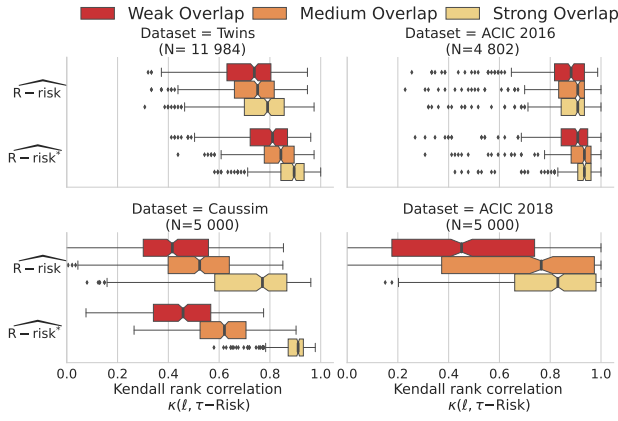 Weak Overlap Medium Overlap Strong Overlap
Dataset = Twins
(N= 11 984)
Dataset = ACIC 2016
(N=4 802)
R−risk
R−risk*
Dataset = Caussim
(N=5 000)
Dataset = ACIC 2018
(N=5 000)
R−risk
R−risk*
0.0 0.2 0.4 0.6 0.8 1.0
0.0 0.2 0.4 0.6 0.8 1.0
Kendall rank correlation
κ(ℓ, τ−Risk)
Kendall rank correlation
κ(ℓ, τ−Risk)